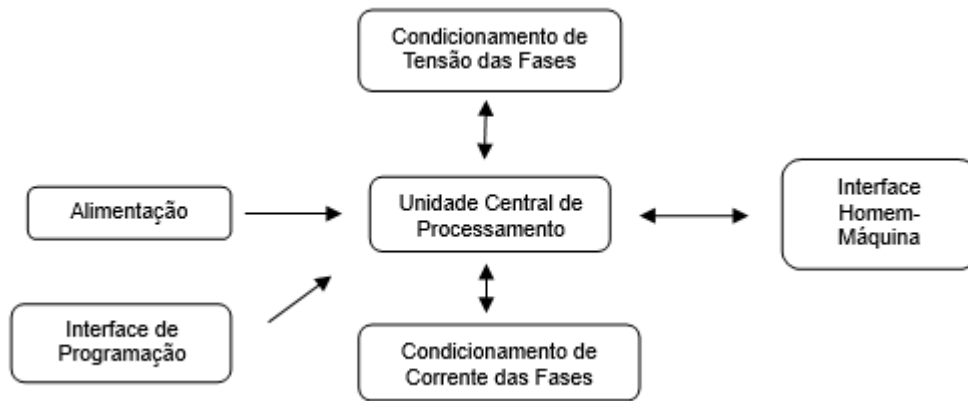 Condicionamento de
Tensão das Fases
Alimentação
Unidade Central de
Processamento
Interface
Homem-
Máquina
Interface de
Programação
Condicionamento de
Corrente das Fases